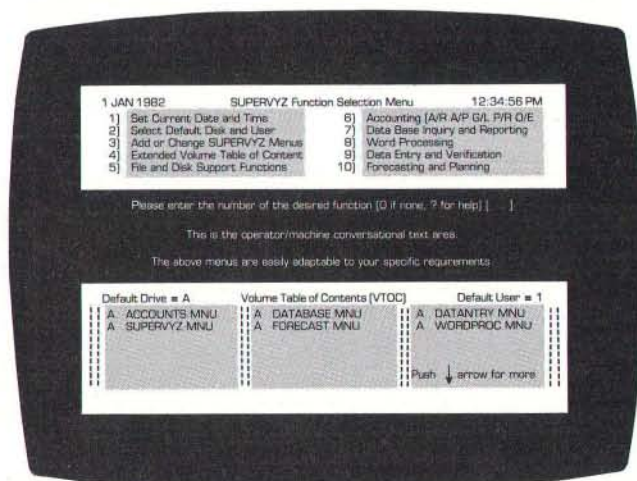 1 JAN 1982 SUPERVYZ Function Selection Menu 12:34:56 PM
1] Set Current Date and Time
2] Select Default Disk and User
3] Add or Change SUPERVYZ Menus
4] Extended Volume Table of Content
5] File and Disk Support Functions
6] Accounting [A/R A/P G/L P/R O/E
7] Data Base Inquiry and Reporting
8] Word Processing
9] Data Entry and Verification
10] Forecasting and Planning
Please enter the number of the desired function [0 if none, ? for help] [ . . ]
This is the operator/machine conversational text area.
The above menus are easily adaptable to your specific requirements
Default Drive = A Volume Table of Contents [VTOC] Default User = 1
A ACCOUNTS MNU
A SUPERVYZ MNU
A DATABASE MNU
A FORECAST MNU
A DATANTRY MNU
A WORDPROC MNU
Push ↓ arrow for more